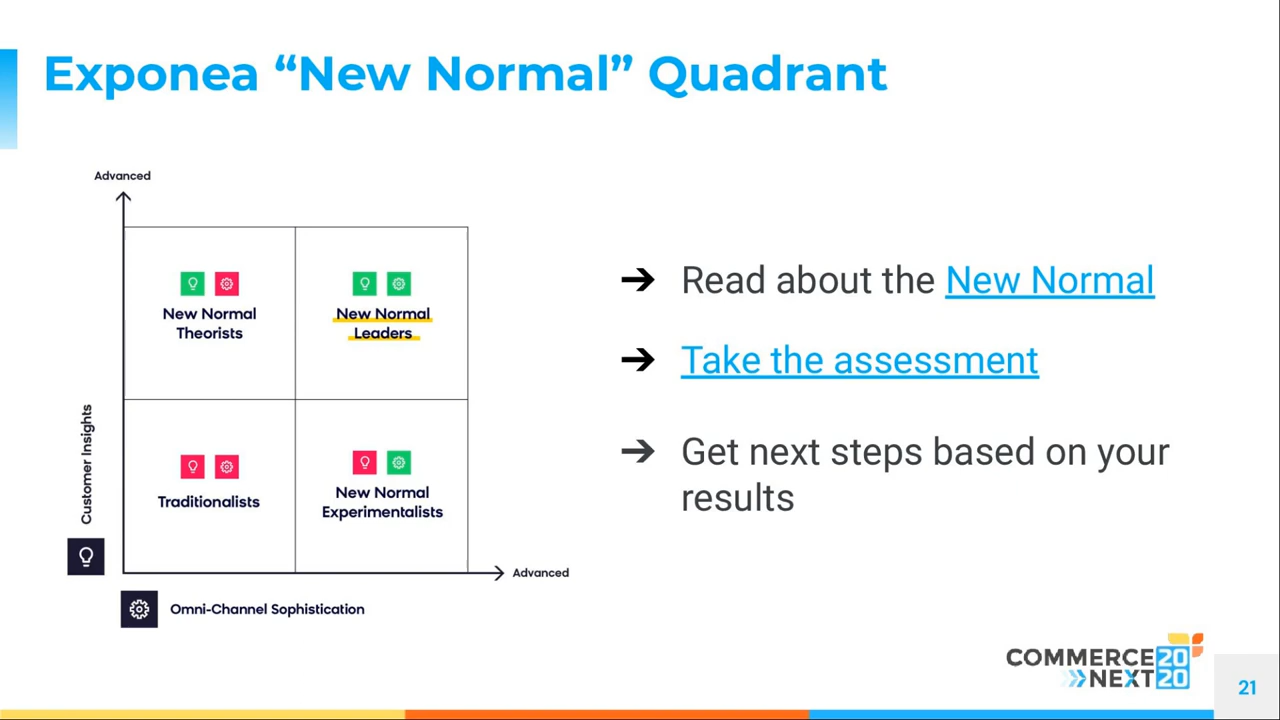 Exponea “New Normal” Quadrant
Advanced
New Normal
Theorists
New Normal
Leaders
Customer Insights
Traditionalists
New Normal
Experimentalists
Advanced
Omni-Channel Sophistication
➔ Read about the New Normal
➔ Take the assessment
➔ Get next steps based on your
results
COMMERCE 20
NEXT 20
21